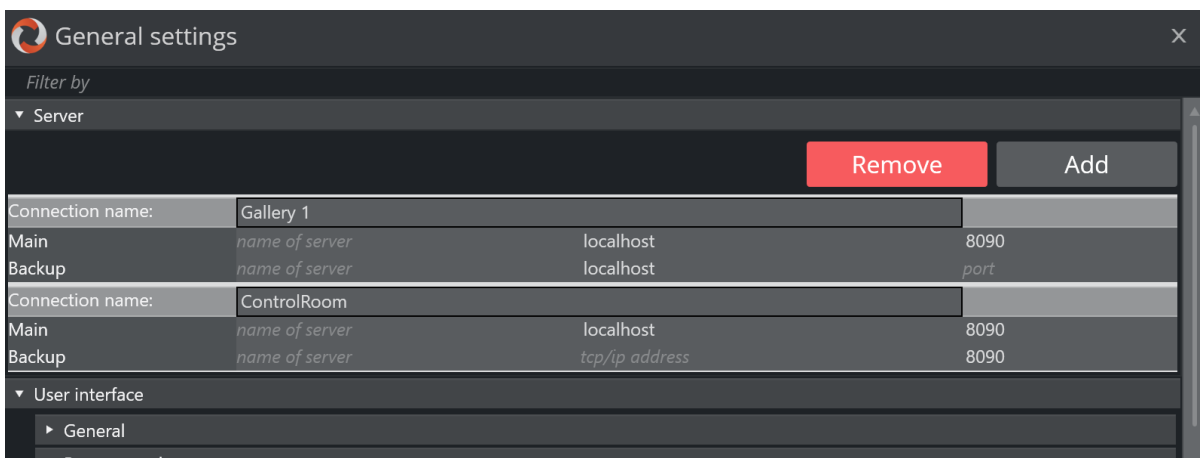 General settings
Filter by
Server
Remove Add
Connection name: Gallery 1
Main name of server localhost 8090
Backup name of server localhost port
Connection name: ControlRoom
Main name of server localhost 8090
Backup name of server tcp/ip address 8090
User interface
General